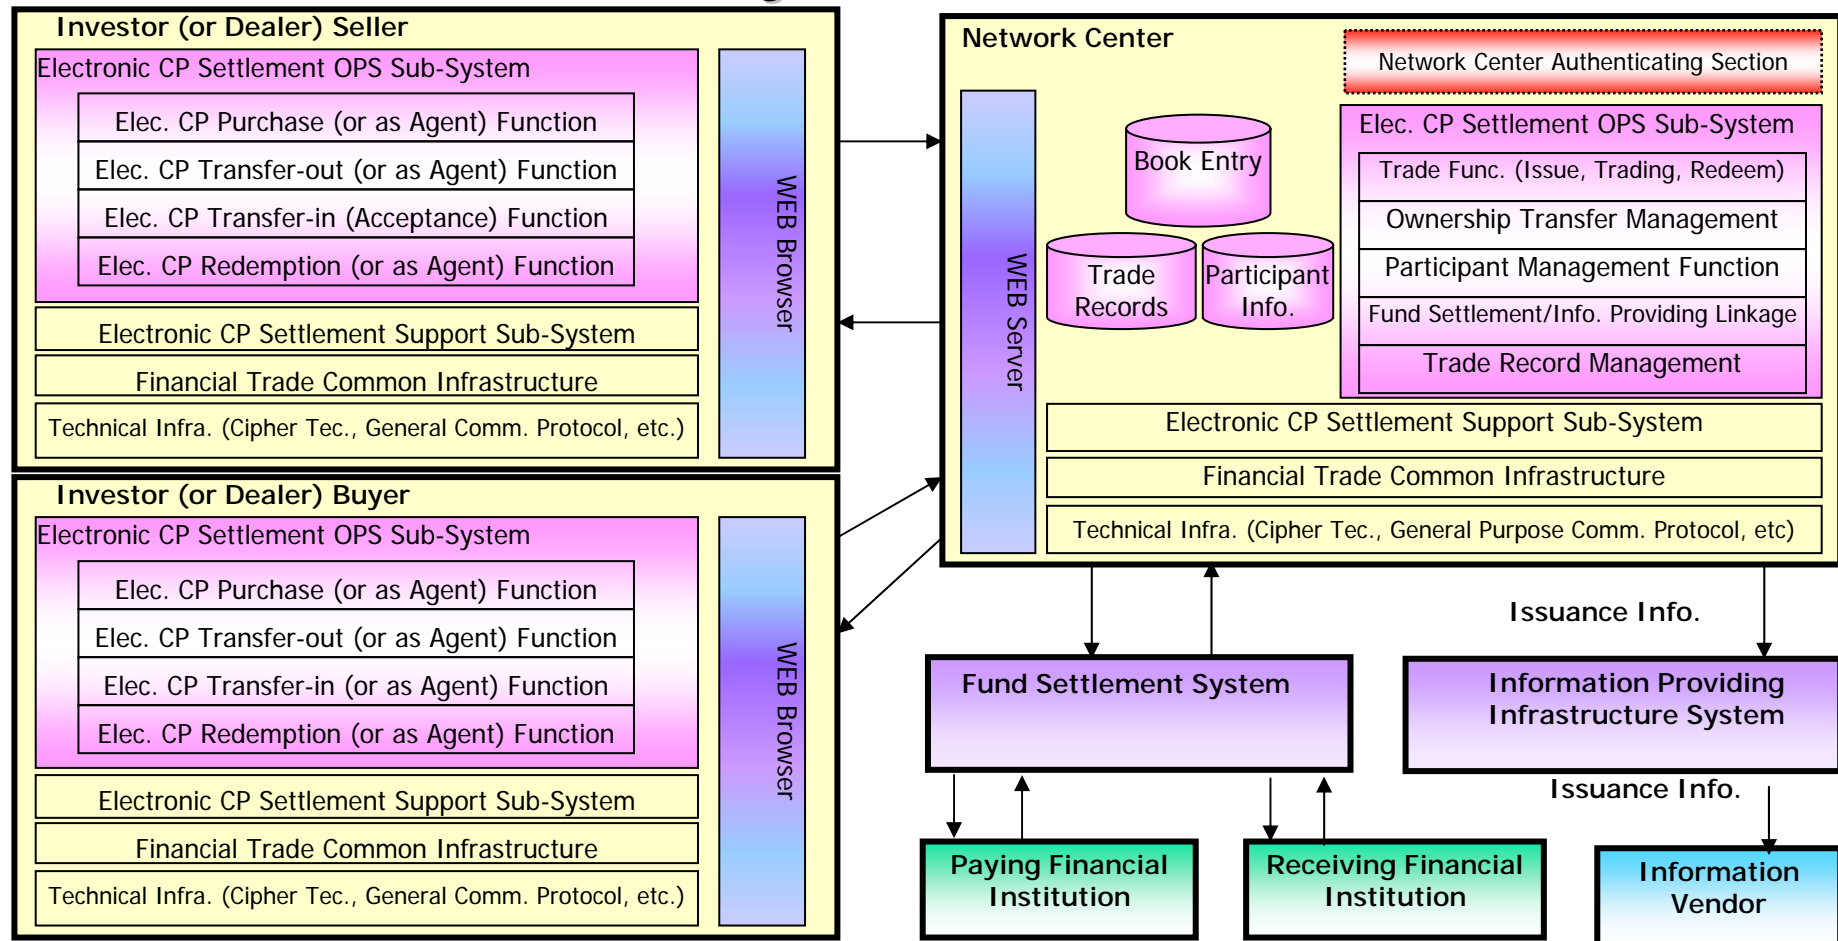 Investor (or Dealer) Seller
Electronic CP Settlement OPS Sub-System
Elec. CP Purchase (or as Agent) Function
Elec. CP Transfer-out (or as Agent) Function
Elec. CP Transfer-in (Acceptance) Function
Elec. CP Redemption (or as Agent) Function
Electronic CP Settlement Support Sub-System
Financial Trade Common Infrastructure
Technical Infra. (Cipher Tec., General Comm. Protocol, etc.)
WEB Browser
Investor (or Dealer) Buyer
Electronic CP Settlement OPS Sub-System
Elec. CP Purchase (or as Agent) Function
Elec. CP Transfer-out (or as Agent) Function
Elec. CP Transfer-in (or as Agent) Function
Elec. CP Redemption (or as Agent) Function
Electronic CP Settlement Support Sub-System
Financial Trade Common Infrastructure
Technical Infra. (Cipher Tec., General Comm. Protocol, etc.)
WEB Browser
Network Center
Network Center Authenticating Section
WEB Server
Book Entry
Trade
Records
Participant
Info.
Elec. CP Settlement OPS Sub-System
Trade Func. (Issue, Trading, Redeem)
Ownership Transfer Management
Participant Management Function
Fund Settlement/Info. Providing Linkage
Trade Record Management
Electronic CP Settlement Support Sub-System
Financial Trade Common Infrastructure
Technical Infra. (Cipher Tec., General Purpose Comm. Protocol, etc)
Issuance Info.
Fund Settlement System
Information Providing
Infrastructure System
Issuance Info.
Paying Financial
Institution
Receiving Financial
Institution
Information
Vendor